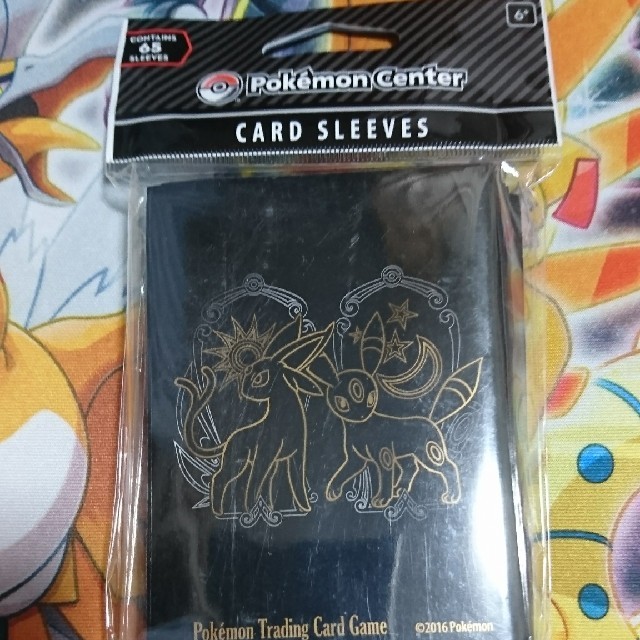 CONTAINS
65
SLEEVES
6+
Pokémon Center
CARD SLEEVES
Pokémon Trading Card Game
©2016 Pokémon